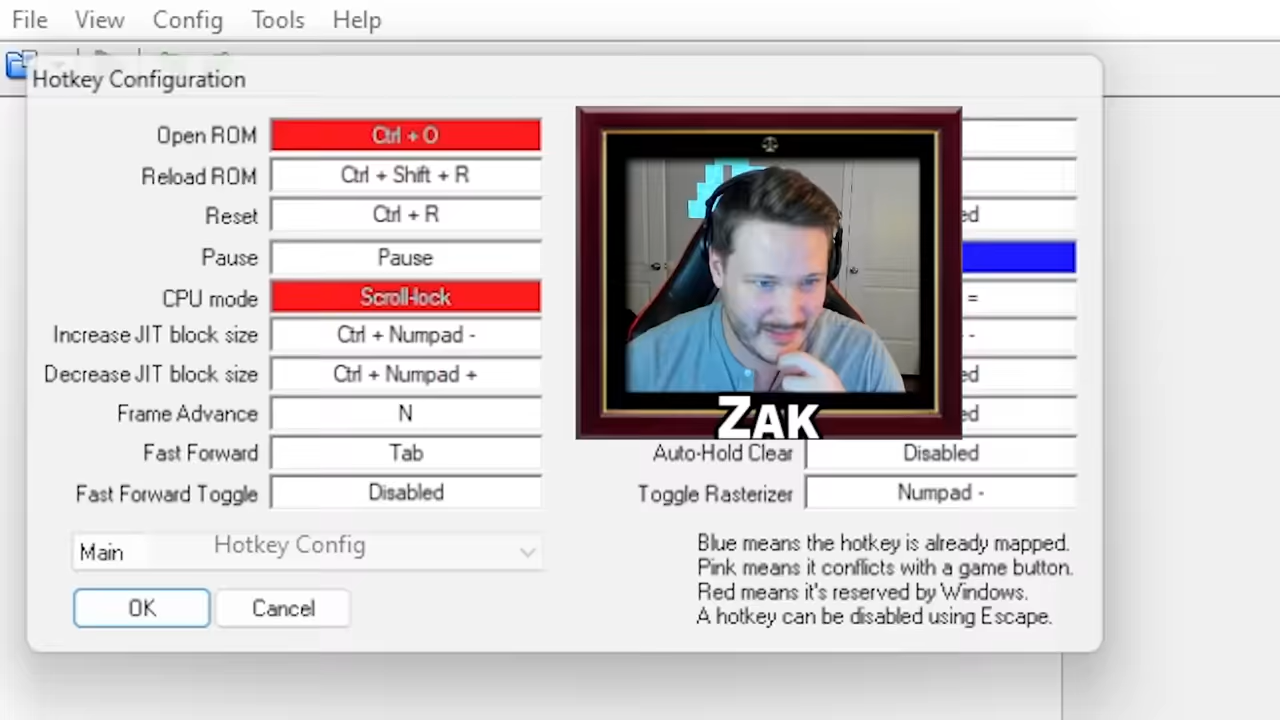 File View Config Tools Help
Hotkey Configuration
Open ROM Ctrl + O
Reload ROM Ctrl + Shift + R
Reset Ctrl + R
Pause Pause
CPU mode Scroll-lock
Increase JIT block size Ctrl + Numpad -
Decrease JIT block size Ctrl + Numpad +
Frame Advance N
Fast Forward Tab
Fast Forward Toggle Disabled
ed
=
-
ed
ed
Zak
Auto-Hold Clear Disabled
Toggle Rasterizer Numpad -
Main Hotkey Config
Blue means the hotkey is already mapped.
Pink means it conflicts with a game button.
Red means it's reserved by Windows.
A hotkey can be disabled using Escape.
OK Cancel